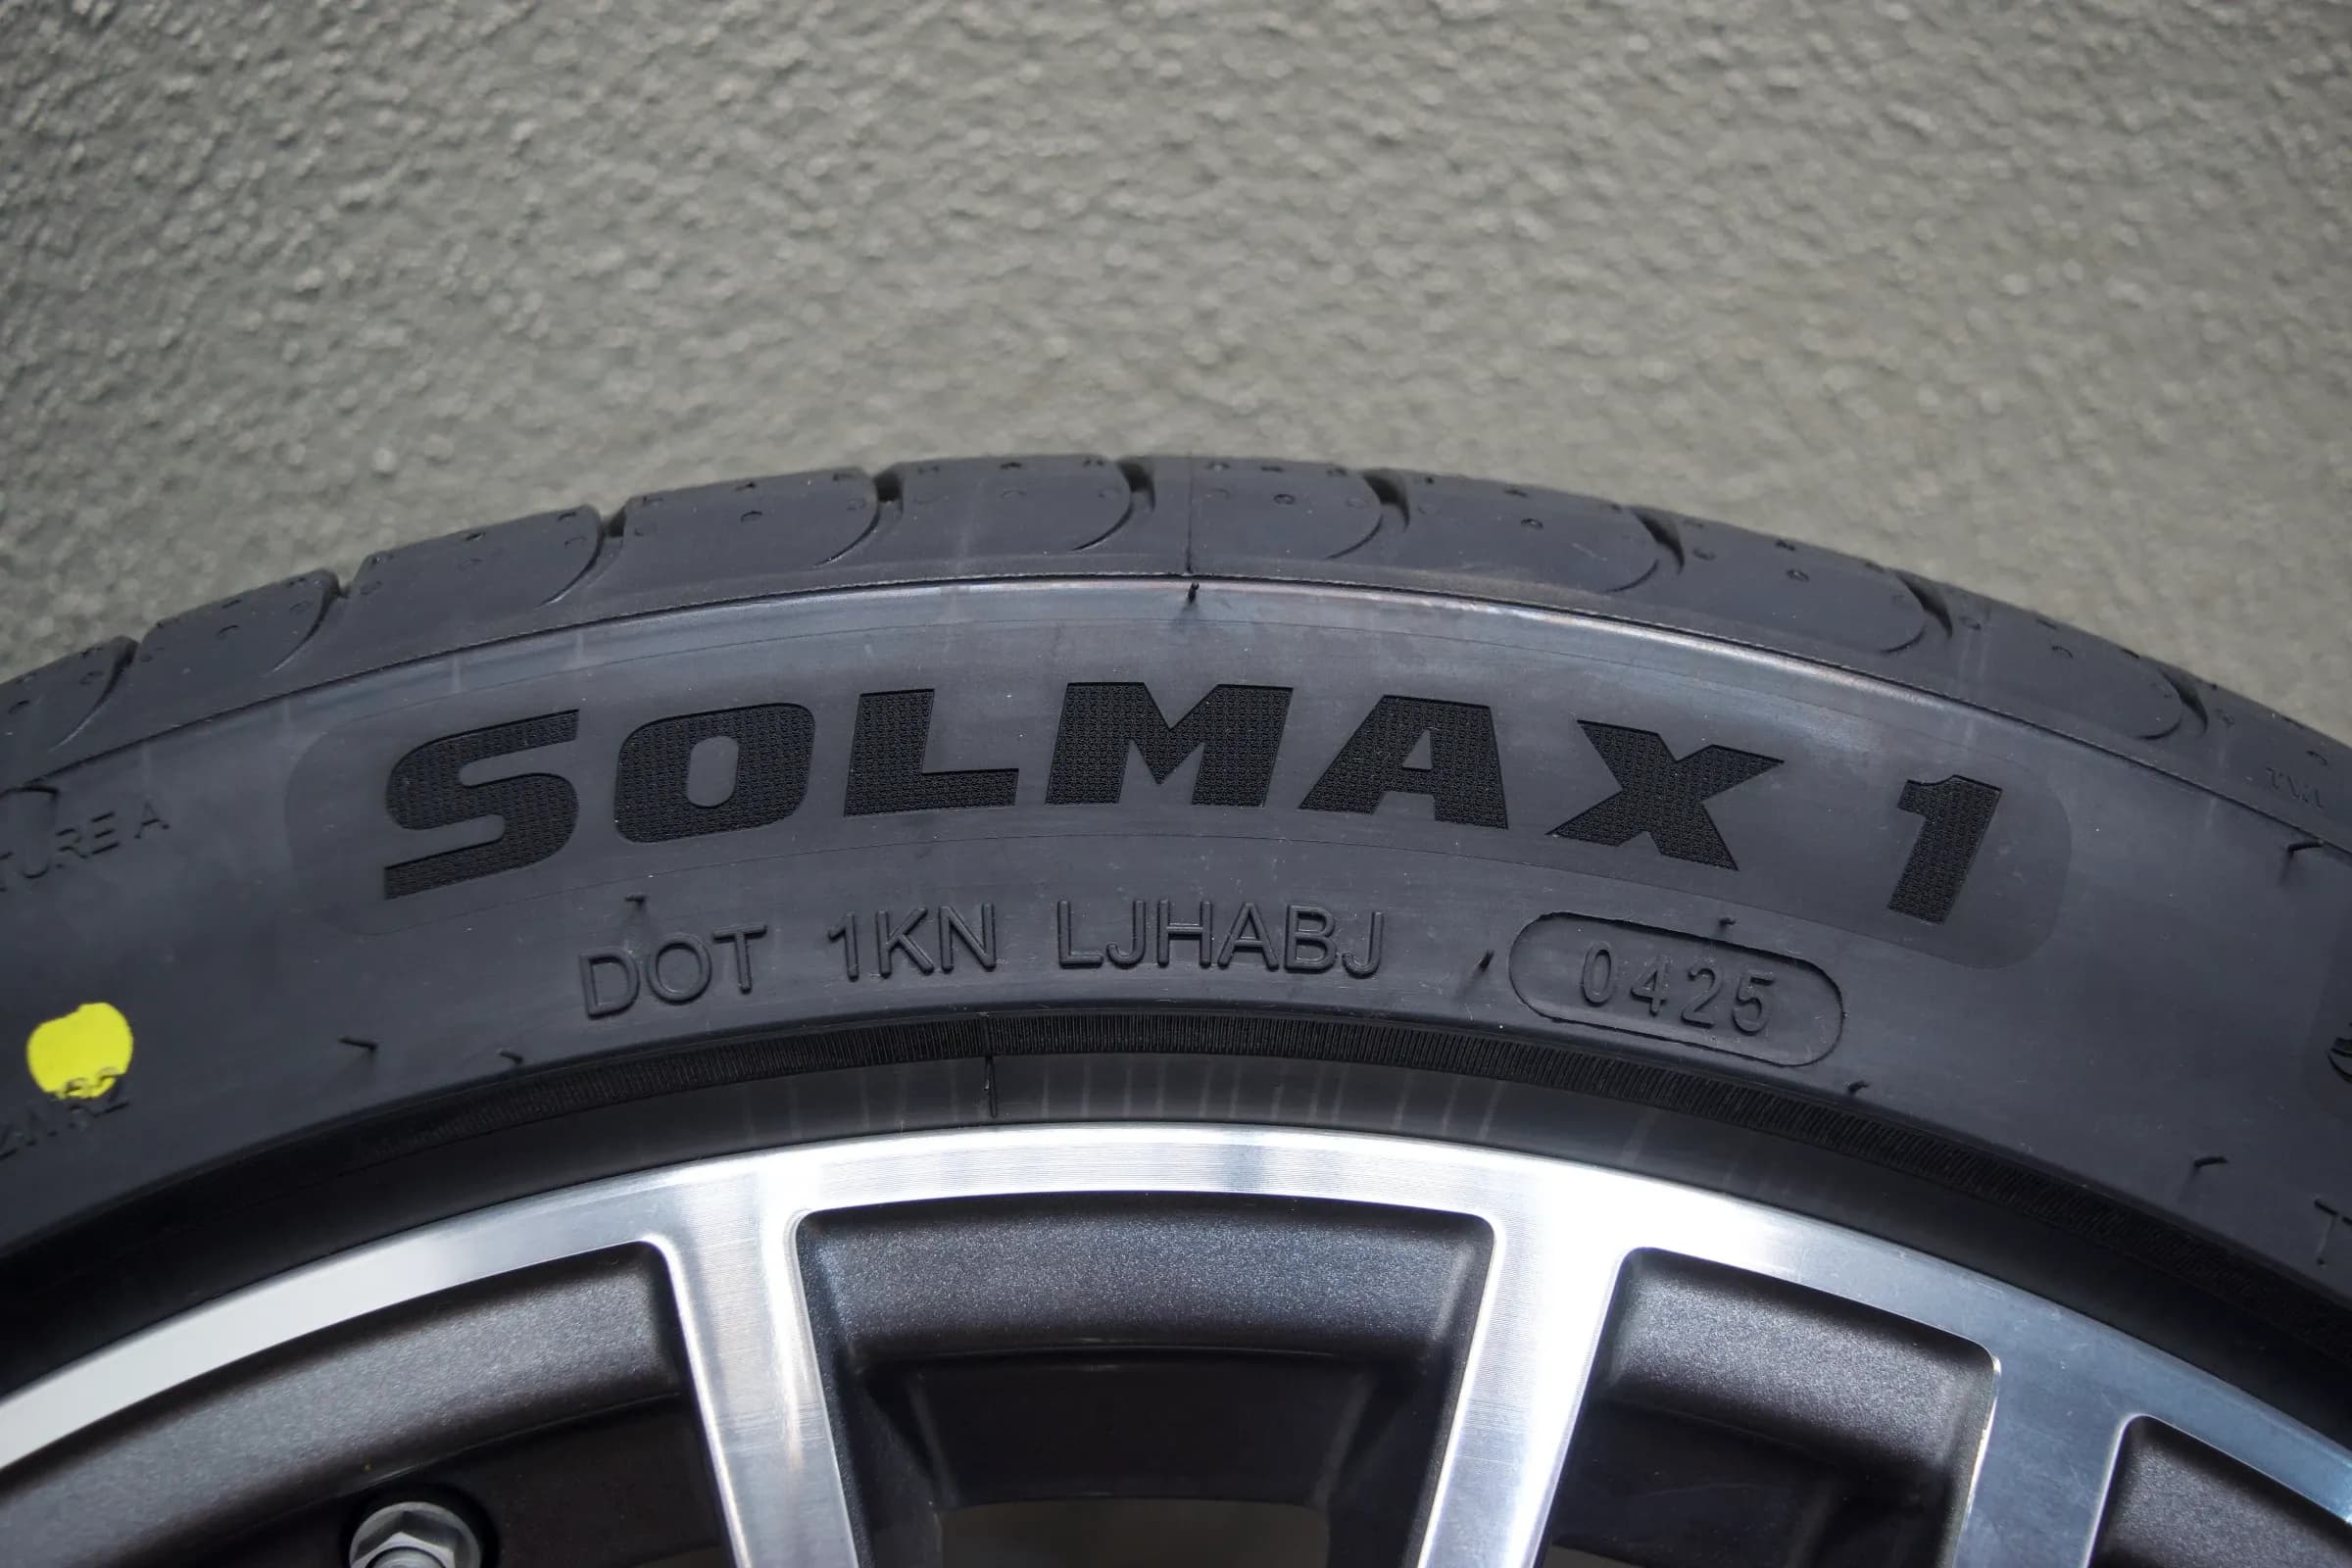 SOLMAX 1
DOT 1KN LJHABJ 0425